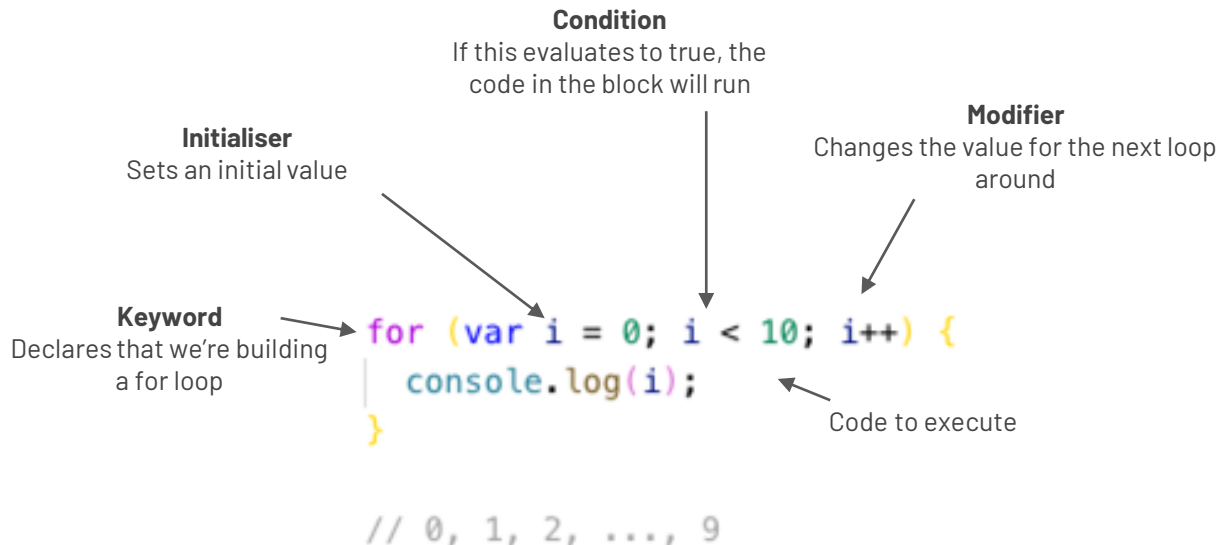 Condition
If this evaluates to true, the
code in the block will run
Modifier
Changes the value for the next loop
around
Initialiser
Sets an initial value
Keyword
Declares that we're building
a for loop
for (var i = 0; i < 10; i++) {
console.log(i);
}
Code to execute
// 0, 1, 2, ..., 9